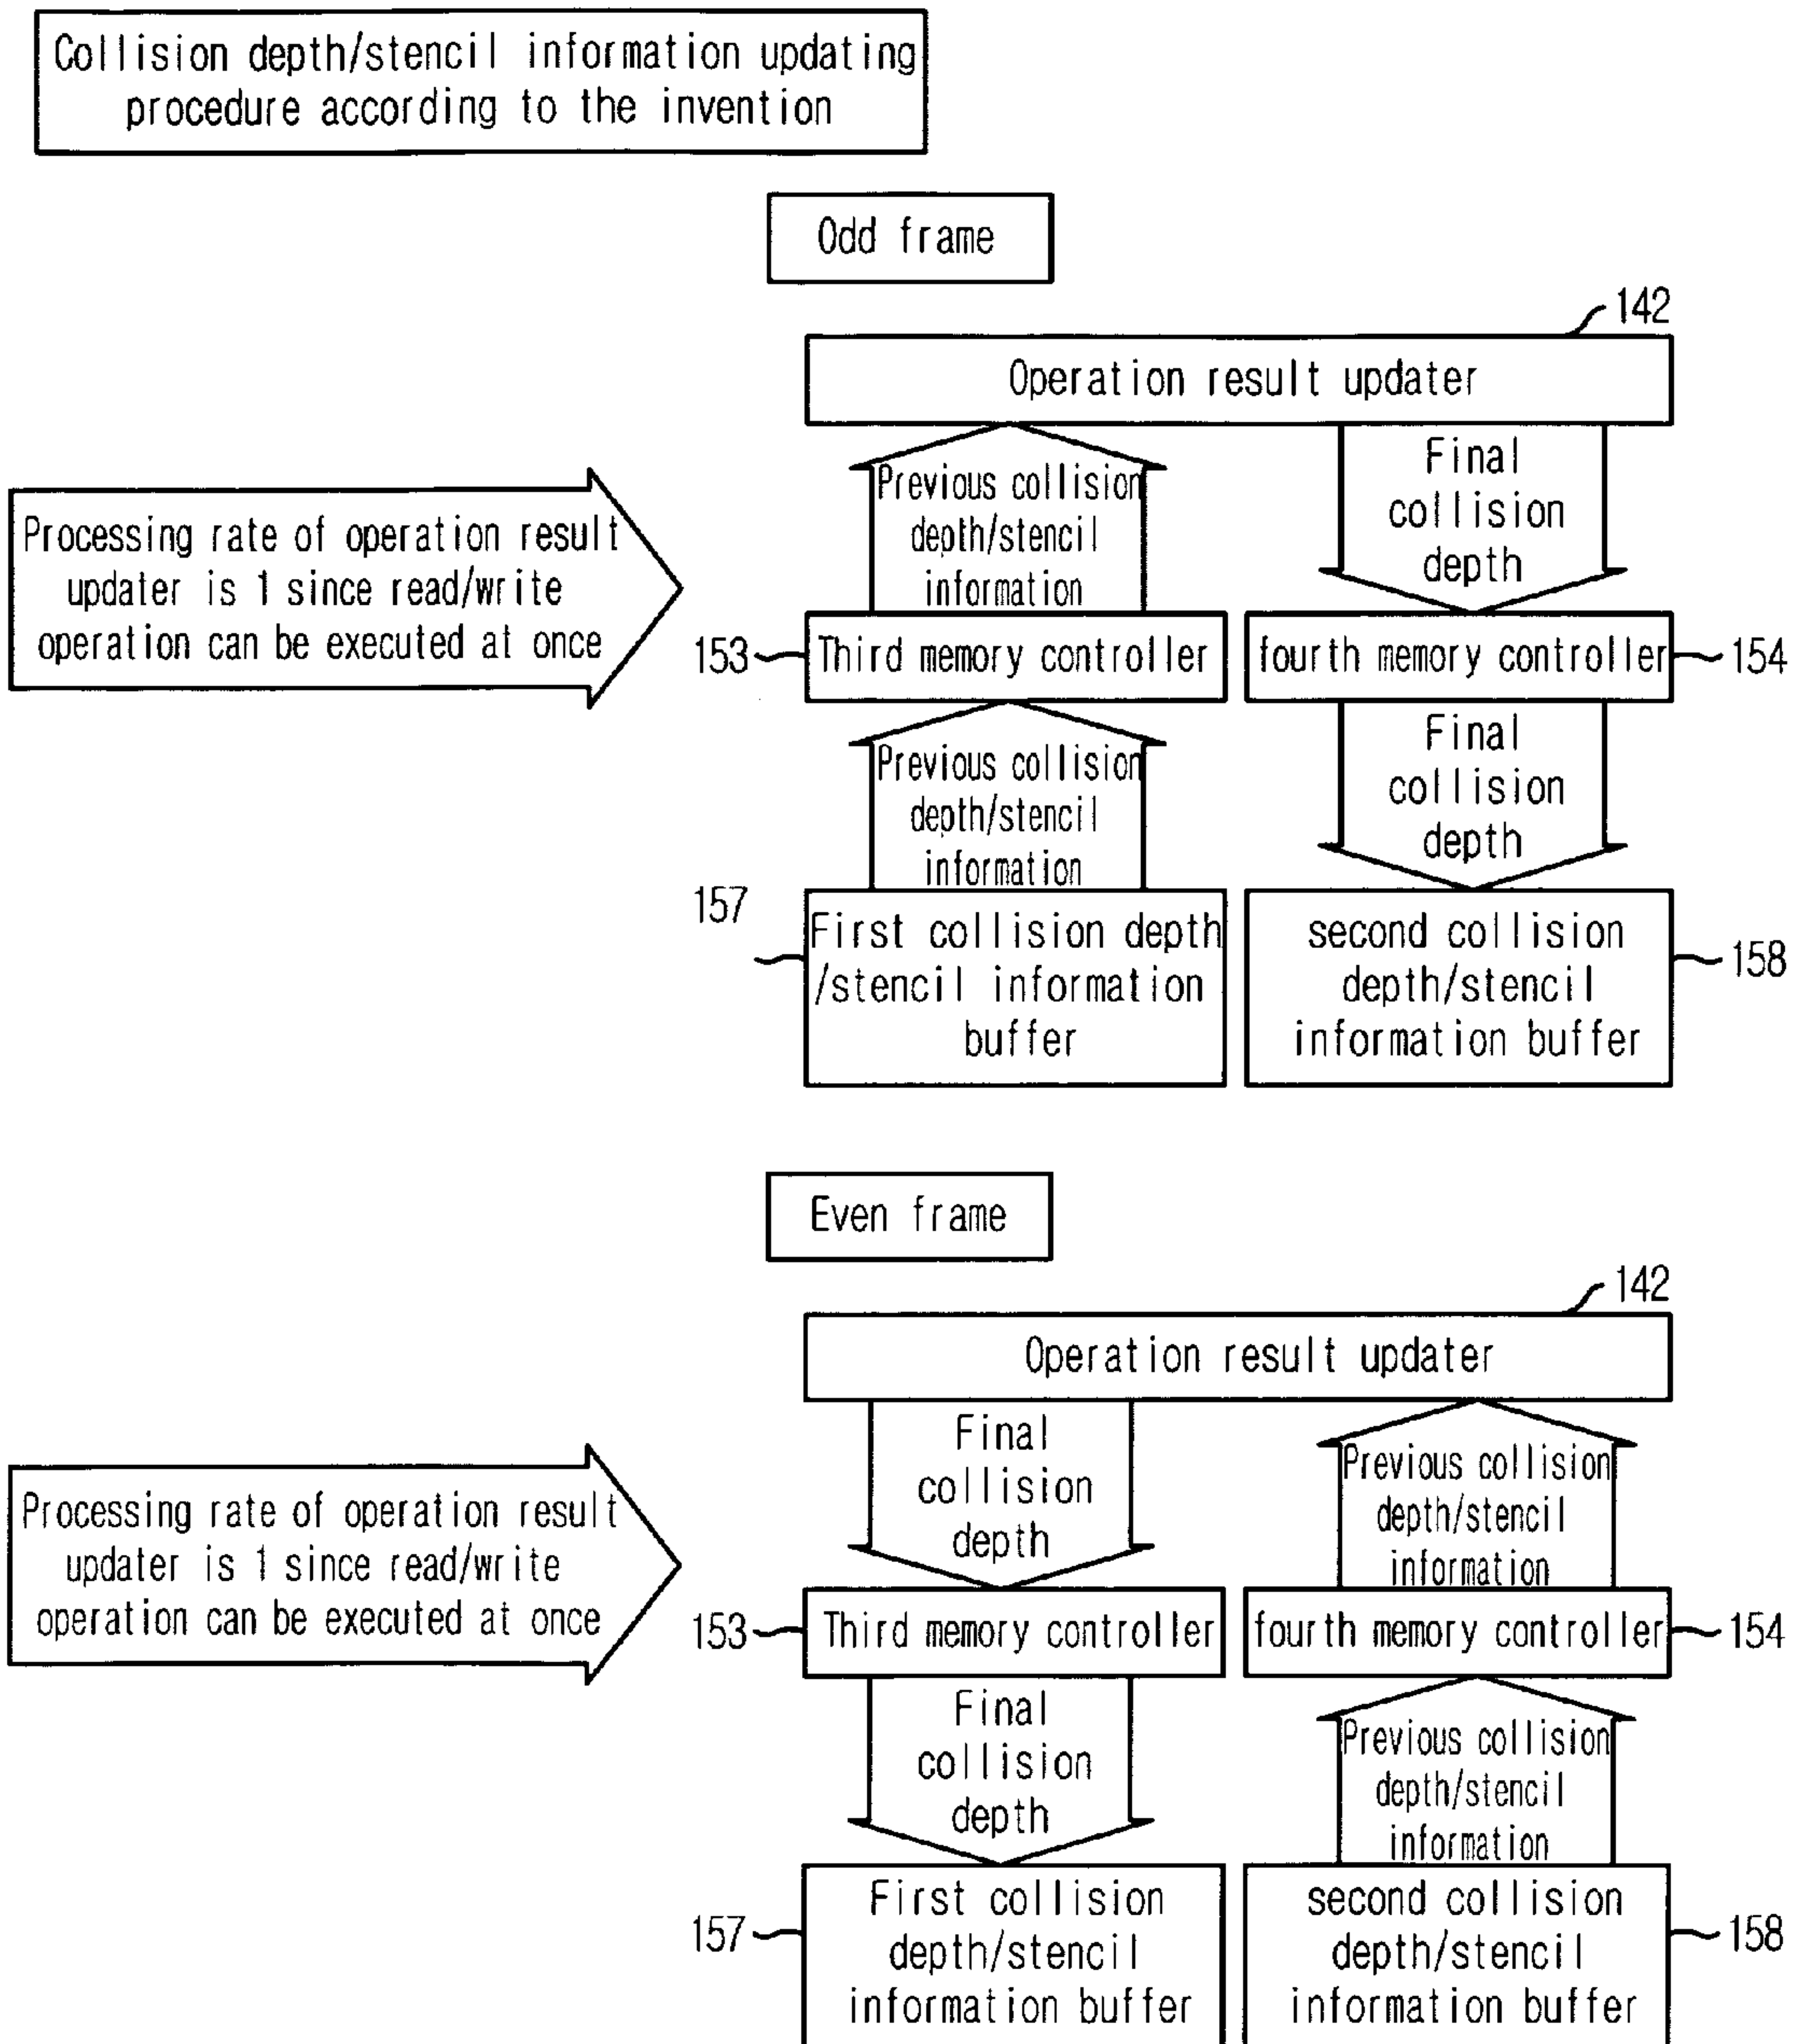 Collision depth/stencil information updating
procedure according to the invention
Odd frame
142
Operation result updater
Processing rate of operation result
updater is 1 since read/write
operation can be executed at once
Previous collision
depth/stencil
information
Final
collision
depth
153
Third memory controller
fourth memory controller
154
Previous collision
depth/stencil
information
Final
collision
depth
157
First collision depth
/stencil information
buffer
second collision
depth/stencil
information buffer
158
Even frame
142
Operation result updater
Processing rate of operation result
updater is 1 since read/write
operation can be executed at once
Final
collision
depth
Previous collision
depth/stencil
information
153
Third memory controller
fourth memory controller
154
Final
collision
depth
Previous collision
depth/stencil
information
157
First collision
depth/stencil
information buffer
second collision
depth/stencil
information buffer
158